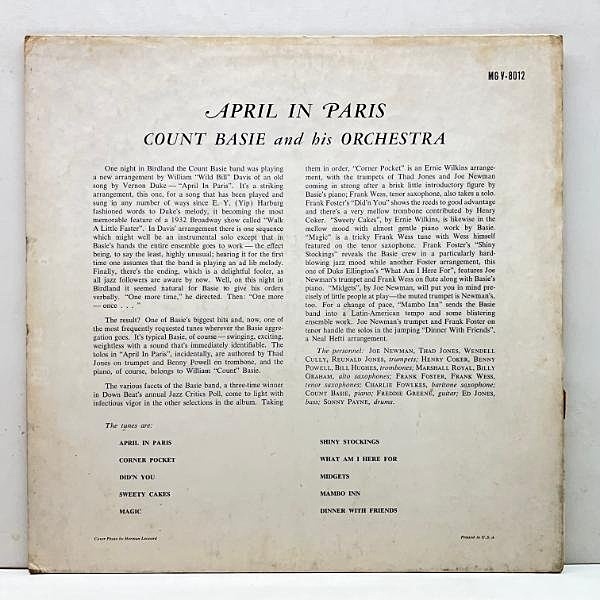 MG V-8012
APRIL IN PARIS
COUNT BASIE and his ORCHESTRA
One night in Birdland the Count Basie band was playing
a new arrangement by William "Wild Bill" Davis of an old
song by Vernon Duke — "April In Paris". It's a striking
arrangement, this one, for a song that has been played and
sung in any number of ways since E. Y. (Yip) Harburg
fashioned words to Duke's melody, it becoming the most
memorable feature of a 1932 Broadway show called "Walk
A Little Faster". In Davis' arrangement there is one sequence
which might well be an instrumental solo except that in
Basie's hands the entire ensemble goes to work — the effect
being, to say the least, highly unusual; hearing it for the first
time one assumes that the band is playing an ad lib melody.
Finally, there's the ending, which is a delightful fooler, as
all jazz followers are aware by now. Well, on this night in
Birdland it seemed natural for Basie to give his orders
verbally. "One more time," he directed. Then: "One more
— once . . . ."
The result? One of Basie's biggest hits and, now, one of
the most frequently requested tunes wherever the Basie aggre-
gation goes. It's typical Basie, of course — swinging, exciting,
weightless with a sound that's immediately identifiable. The
solos in "April In Paris", incidentally, are authored by Thad
Jones on trumpet and Benny Powell on trombone, and the
piano, of course, belongs to William "Count" Basie.
The various facets of the Basie band, a three-time winner
in Down Beat's annual Jazz Critics Poll, come to light with
infectious vigor in the other selections in the album. Taking
them in order, "Corner Pocket" is an Ernie Wilkins arrange-
ment, with the trumpets of Thad Jones and Joe Newman
coming in strong after a brisk little introductory figure by
Basie's piano; Frank Wess, tenor saxophone, also takes a solo.
Frank Foster's "Did'n You" shows the reeds to good advantage
and there's a very mellow trombone contributed by Henry
Coker. "Sweety Cakes", by Ernie Wilkins, is likewise in the
mellow mood with almost gentle piano work by Basie.
"Magic" is a tricky Frank Wess tune with Wess himself
featured on the tenor saxophone. Frank Foster's "Shiny
Stockings" reveals the Basie crew in a particularly hard-
blowing jazz mood while another Foster arrangement, this
one of Duke Ellington's "What Am I Here For", features Joe
Newman's trumpet and Frank Wess on flute along with Basie's
piano. "Midgets", by Joe Newman, will put you in mind pre-
cisely of little people at play—the muted trumpet is Newman's,
too. For a change of pace, "Mambo Inn" sends the Basie
band into a Latin-American tempo and some blistering
ensemble work. Joe Newman's trumpet and Frank Foster on
tenor handle the solos in the jumping "Dinner With Friends",
a Neal Hefti arrangement.
The personnel: JOE NEWMAN, THAD JONES, WENDELL
CULLY, REUNALD JONES, trumpets; HENRY COKER, BENNY
POWELL, BILL HUGHES, trombones; MARSHALL ROYAL, BILLY
GRAHAM, alto saxophones; FRANK FOSTER, FRANK WESS,
tenor saxophones; CHARLIE FOWLKES, baritone saxophone;
COUNT BASIE, piano; FREDDIE GREENE, guitar; ED JONES,
bass; SONNY PAYNE, drums.
The tunes are:
APRIL IN PARIS
CORNER POCKET
DID'N YOU
SWEETY CAKES
MAGIC
SHINY STOCKINGS
WHAT AM I HERE FOR
MIDGETS
MAMBO INN
DINNER WITH FRIENDS
Cover Photo by Herman Leonard
Printed in U.S.A.